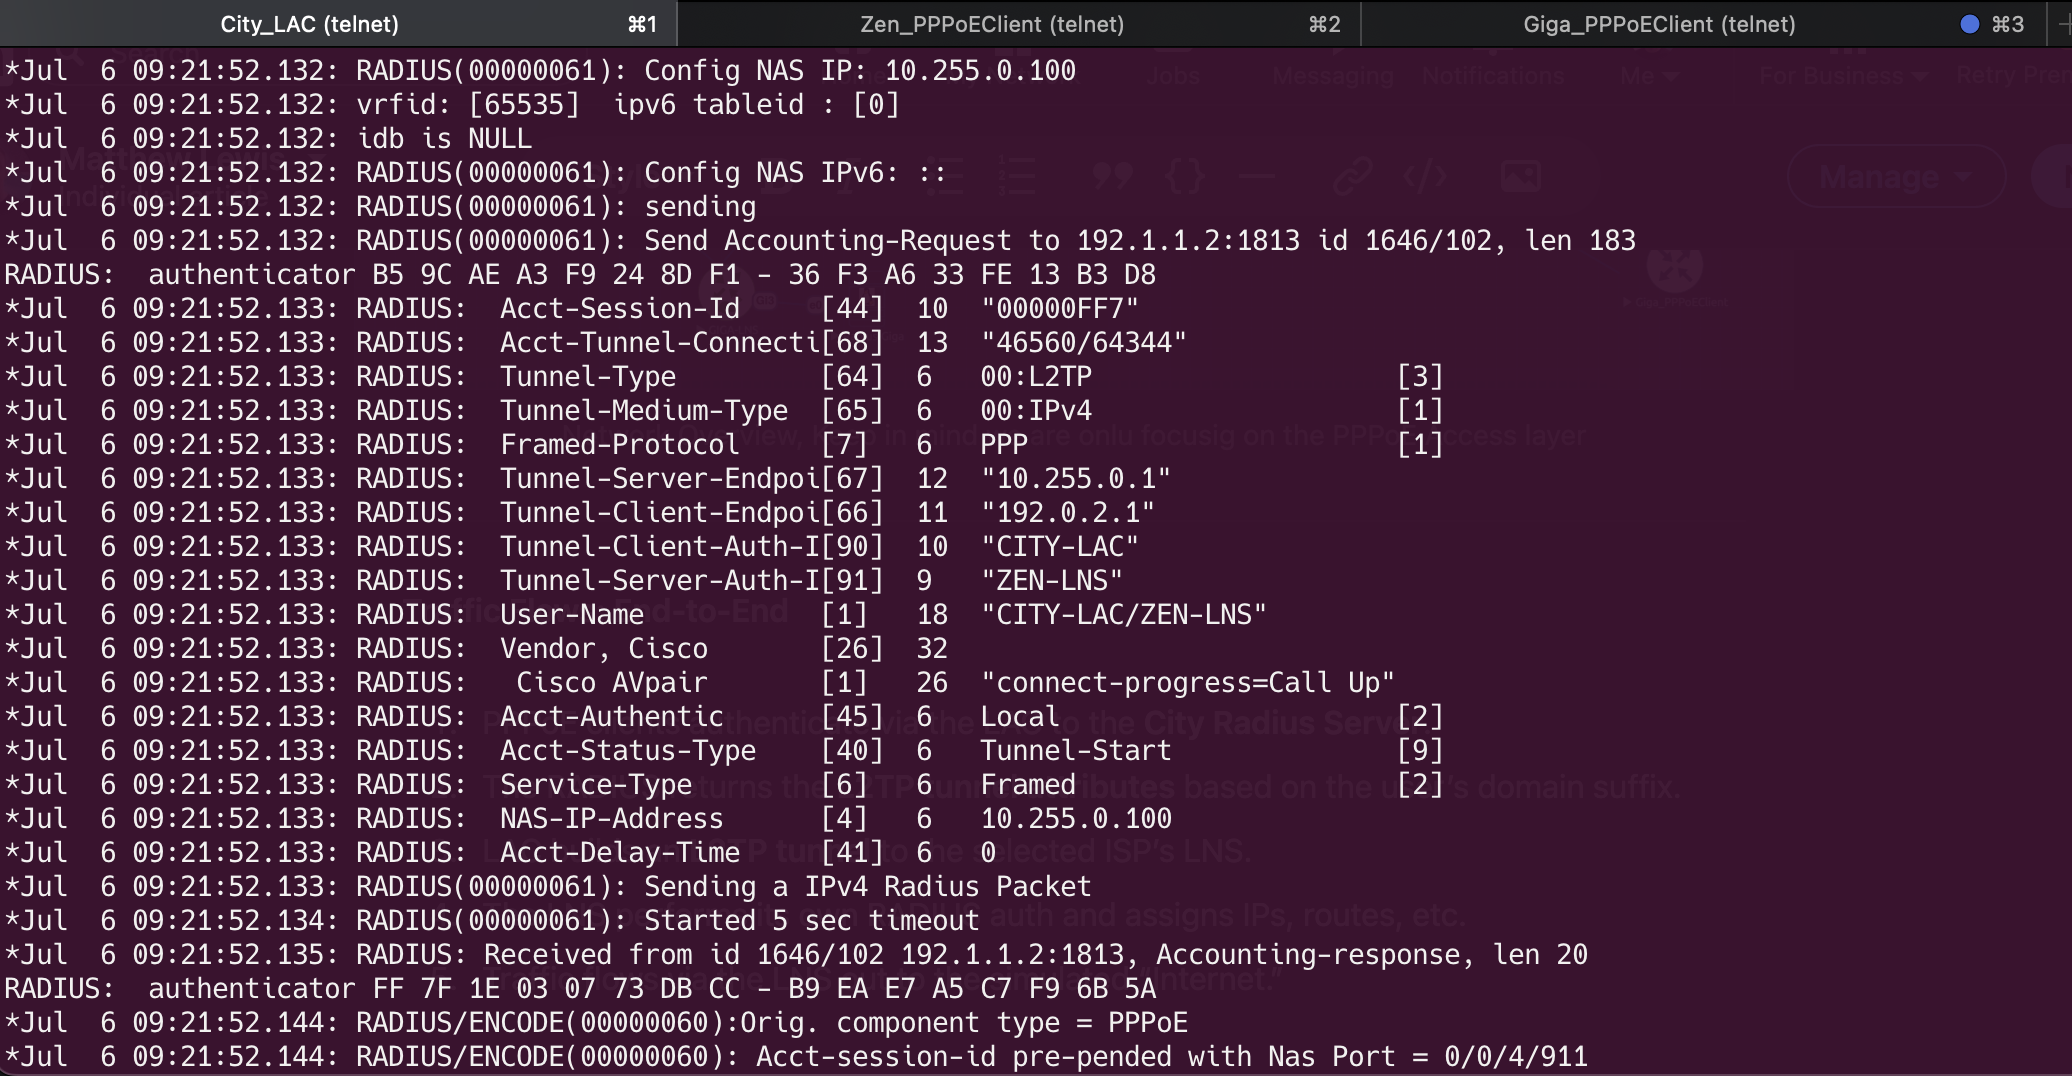 City_LAC (telnet) ⌘1 Zen_PPPoEClient (telnet) ⌘2 Giga_PPPoEClient (telnet) ⌘3
*Jul  6 09:21:52.132: RADIUS(00000061): Config NAS IP: 10.255.0.100
*Jul  6 09:21:52.132: vrfid: [65535]  ipv6 tableid : [0]
*Jul  6 09:21:52.132: idb is NULL
*Jul  6 09:21:52.132: RADIUS(00000061): Config NAS IPv6: ::
*Jul  6 09:21:52.132: RADIUS(00000061): sending
*Jul  6 09:21:52.132: RADIUS(00000061): Send Accounting-Request to 192.1.1.2:1813 id 1646/102, len 183
RADIUS:  authenticator B5 9C AE A3 F9 24 8D F1 - 36 F3 A6 33 FE 13 B3 D8
*Jul  6 09:21:52.133: RADIUS:  Acct-Session-Id     [44]  10  "00000FF7"
*Jul  6 09:21:52.133: RADIUS:  Acct-Tunnel-Connecti[68]  13  "46560/64344"
*Jul  6 09:21:52.133: RADIUS:  Tunnel-Type         [64]  6   00:L2TP                   [3]
*Jul  6 09:21:52.133: RADIUS:  Tunnel-Medium-Type  [65]  6   00:IPv4                   [1]
*Jul  6 09:21:52.133: RADIUS:  Framed-Protocol     [7]   6   PPP                       [1]
*Jul  6 09:21:52.133: RADIUS:  Tunnel-Server-Endpoi[67]  12  "10.255.0.1"
*Jul  6 09:21:52.133: RADIUS:  Tunnel-Client-Endpoi[66]  11  "192.0.2.1"
*Jul  6 09:21:52.133: RADIUS:  Tunnel-Client-Auth-I[90]  10  "CITY-LAC"
*Jul  6 09:21:52.133: RADIUS:  Tunnel-Server-Auth-I[91]  9   "ZEN-LNS"
*Jul  6 09:21:52.133: RADIUS:  User-Name           [1]   18  "CITY-LAC/ZEN-LNS"
*Jul  6 09:21:52.133: RADIUS:  Vendor, Cisco       [26]  32
*Jul  6 09:21:52.133: RADIUS:   Cisco AVpair       [1]   26  "connect-progress=Call Up"
*Jul  6 09:21:52.133: RADIUS:  Acct-Authentic      [45]  6   Local                     [2]
*Jul  6 09:21:52.133: RADIUS:  Acct-Status-Type    [40]  6   Tunnel-Start              [9]
*Jul  6 09:21:52.133: RADIUS:  Service-Type        [6]   6   Framed                    [2]
*Jul  6 09:21:52.133: RADIUS:  NAS-IP-Address      [4]   6   10.255.0.100
*Jul  6 09:21:52.133: RADIUS:  Acct-Delay-Time     [41]  6   0
*Jul  6 09:21:52.133: RADIUS(00000061): Sending a IPv4 Radius Packet
*Jul  6 09:21:52.134: RADIUS(00000061): Started 5 sec timeout
*Jul  6 09:21:52.135: RADIUS: Received from id 1646/102 192.1.1.2:1813, Accounting-response, len 20
RADIUS:  authenticator FF 7F 1E 03 07 73 DB CC - B9 EA E7 A5 C7 F9 6B 5A
*Jul  6 09:21:52.144: RADIUS/ENCODE(00000060):Orig. component type = PPPoE
*Jul  6 09:21:52.144: RADIUS/ENCODE(00000060): Acct-session-id pre-pended with Nas Port = 0/0/4/911